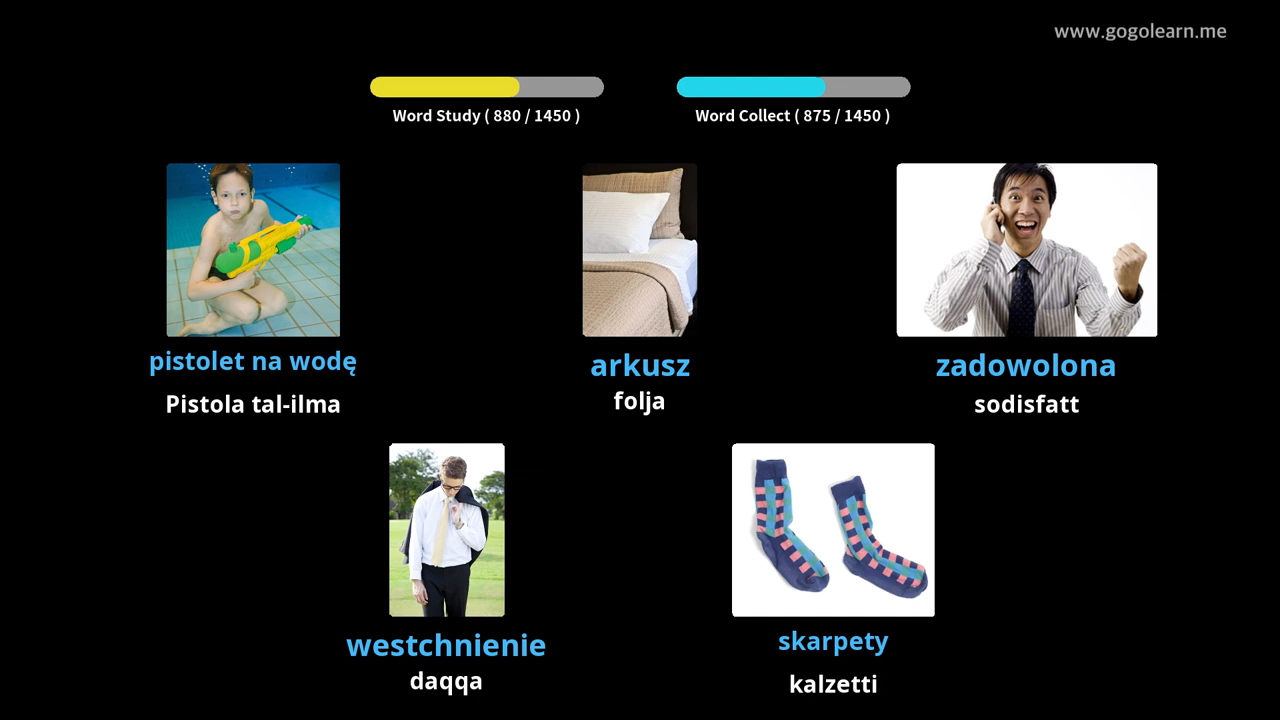 www.gogolearn.me
Word Study ( 880 / 1450 )
Word Collect ( 875 / 1450 )
pistolet na wodę
Pistola tal-ilma
arkusz
folja
zadowolona
sodisfatt
westchnienie
daqqa
skarpety
kalzetti